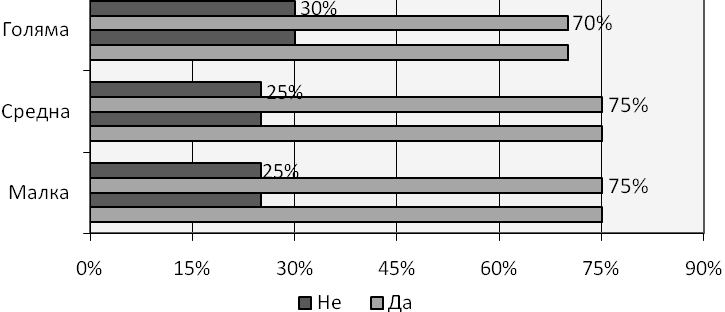 30%
Голяма 70%
25%
Средна 75%
25%
Малка 75%
0% 15% 30% 45% 60% 75% 90%
Не Да